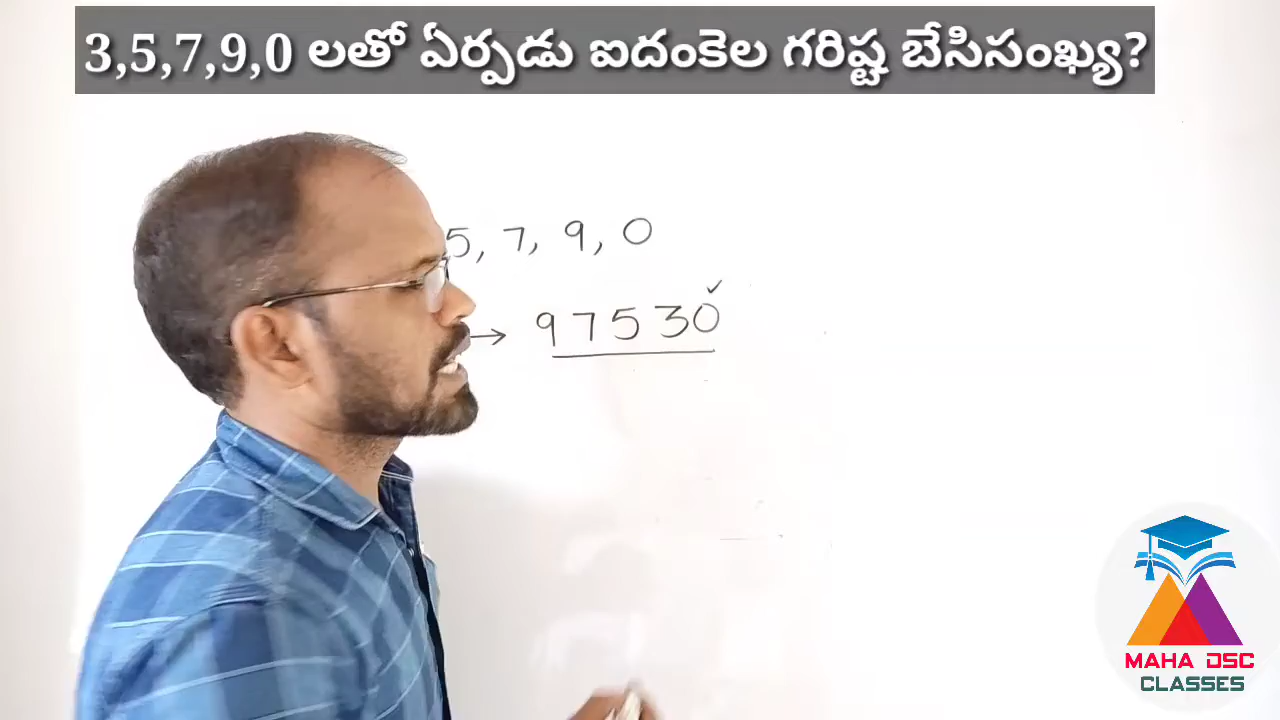 3,5,7,9,0 లతో ఏర్పడు ఐదంకెల గరిష్ట బేసిసంఖ్య?
5, 7, 9, 0
→ 97530 ✓
MAHA DSC
CLASSES